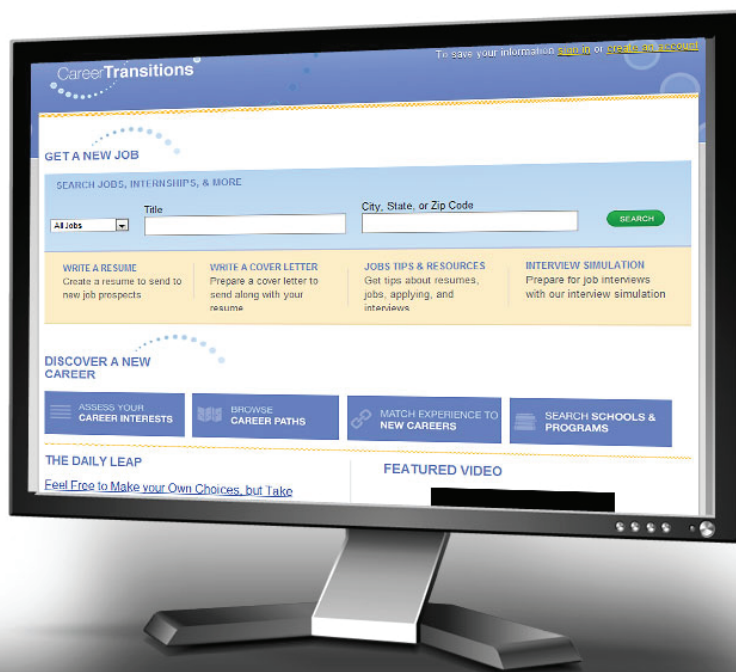 CareerTransitions
To save your information sign in or create an account
GET A NEW JOB
SEARCH JOBS, INTERNSHIPS, & MORE
Title
City, State, or Zip Code
All Jobs
SEARCH
WRITE A RESUME
Create a resume to send to
new job prospects
WRITE A COVER LETTER
Prepare a cover letter to
send along with your
resume
JOBS TIPS & RESOURCES
Get tips about resumes,
jobs, applying, and
interviews
INTERVIEW SIMULATION
Prepare for job interviews
with our interview simulation
DISCOVER A NEW
CAREER
ASSESS YOUR
CAREER INTERESTS
BROWSE
CAREER PATHS
MATCH EXPERIENCE TO
NEW CAREERS
SEARCH SCHOOLS &
PROGRAMS
THE DAILY LEAP
Feel Free to Make your Own Choices, but Take
FEATURED VIDEO